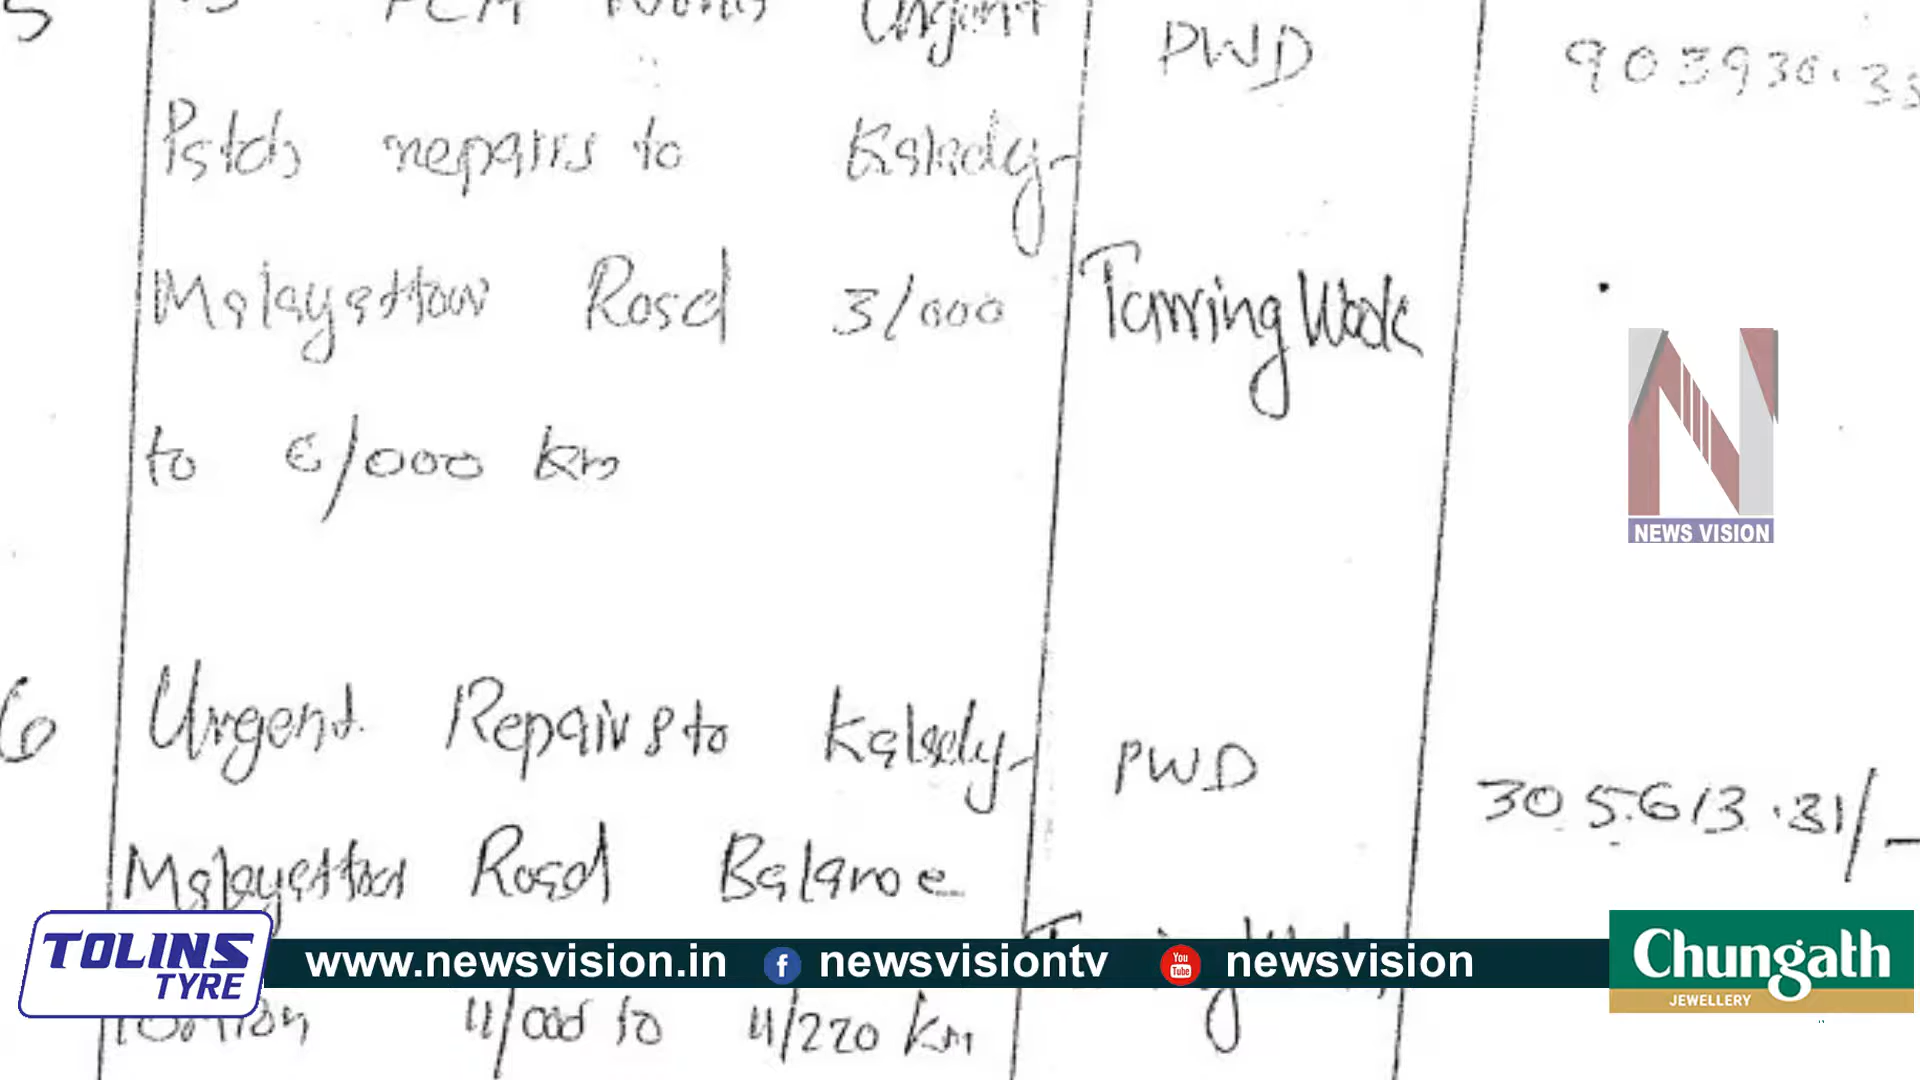 5 Urgent PWD
Patch repairs to Kalady-
Malayattoor Road 3/000 Tarring Work
to 6/000 km
NEWS VISION
6 Urgent Repairs to Kalady- PWD 305613.31/-
Malayattoor Road Balance
TOLINS TYRE
www.newsvision.in newsvisiontv You Tube newsvision
Chungath
JEWELLERY
11/000 to 11/220 km